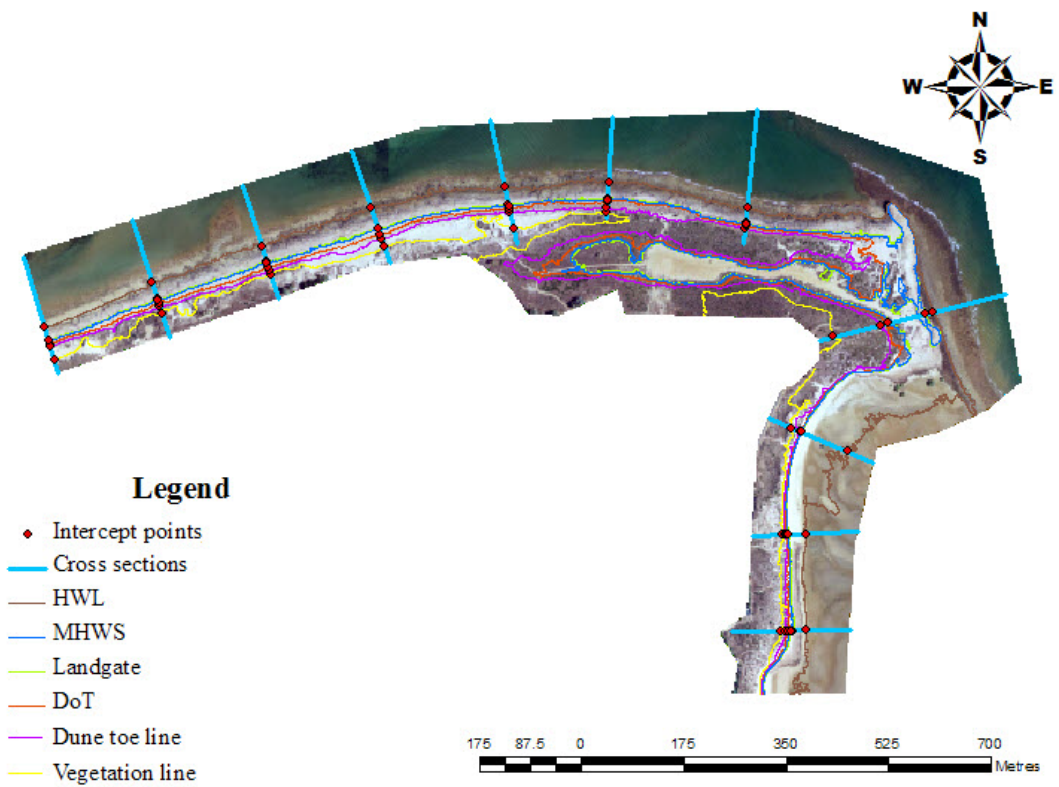 N
W E
S
Legend
Intercept points
Cross sections
HWL
MHWS
Landgate
DoT
Dune toe line
Vegetation line
175 87.5 0 175 350 525 700
Metres